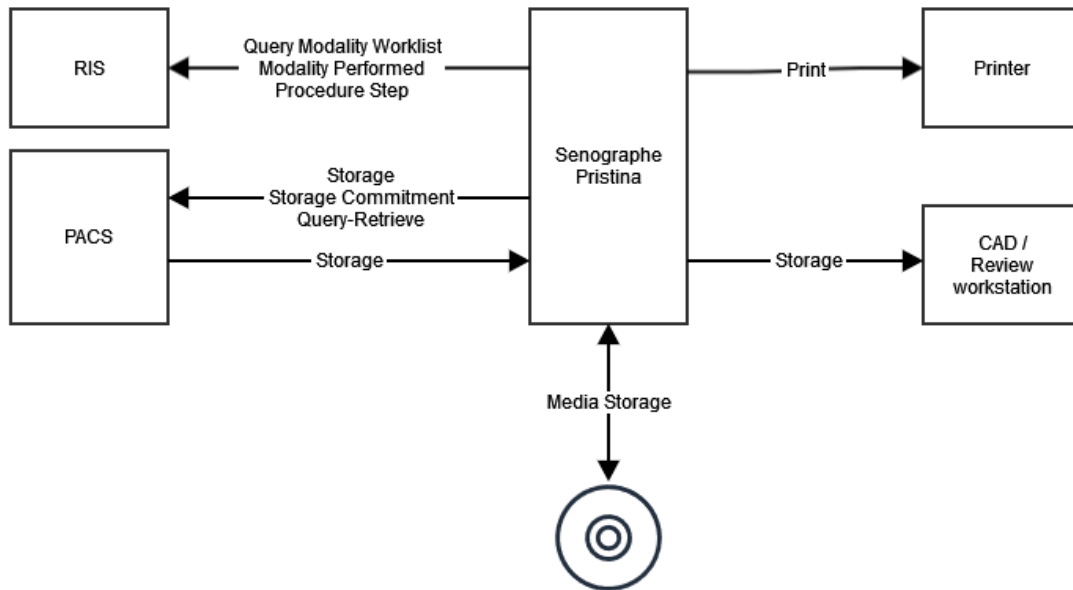 RIS
Query Modality Worklist
Modality Performed
Procedure Step
Senographe
Pristina
Print
Printer
PACS
Storage
Storage Commitment
Query-Retrieve
Storage
Storage
CAD /
Review
workstation
Media Storage